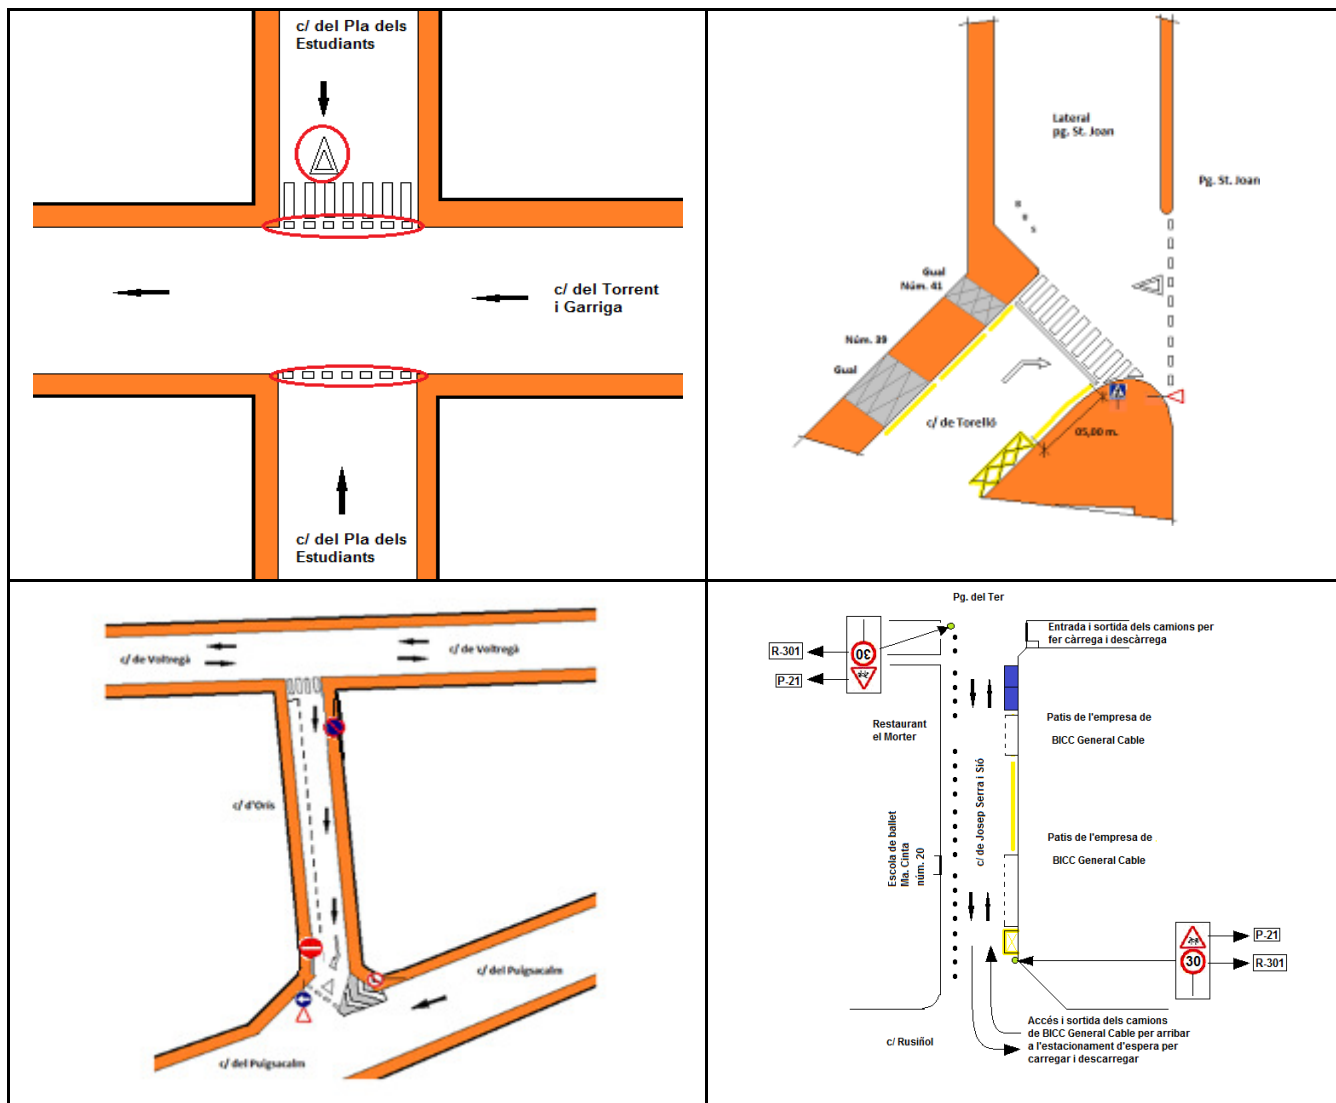 c/ del Pla dels
Estudiants
c/ del Torrent
i Garriga
c/ del Pla dels
Estudiants
Lateral
pg. St. Joan
Pg. St. Joan
Gual
Núm. 41
Núm. 39
Gual
c/ de Torelló
05,00 m.
c/ de Voltregà
c/ de Voltregà
c/ d'Orís
c/ del Puigsacalm
c/ del Puigsacalm
Pg. del Ter
Entrada i sortida dels camions per
fer càrrega i descàrrega
R-301
30
P-21
Restaurant
el Morter
Patis de l'empresa de
BICC General Cable
c/ de Josep Serra i Sió
Escola de ballet
Ma. Cinta
núm. 20
Patis de l'empresa de
BICC General Cable
P-21
30
R-301
Accés i sortida dels camions
de BICC General Cable per arribar
a l'estacionament d'espera per
carregar i descarregar
c/ Rusiñol